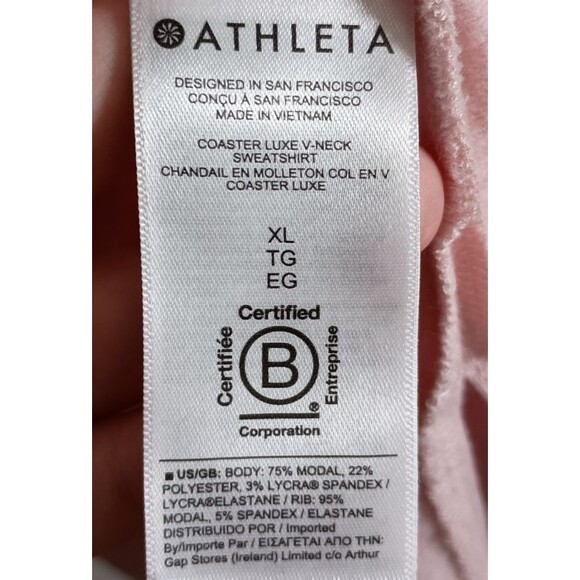 ATHLETA
DESIGNED IN SAN FRANCISCO
CONÇU À SAN FRANCISCO
MADE IN VIETNAM
COASTER LUXE V-NECK
SWEATSHIRT
CHANDAIL EN MOLLETON COL EN V
COASTER LUXE
XL
TG
EG
Certified
Certifiée
B
Entreprise
®
Corporation
■ US/GB: BODY: 75% MODAL, 22%
POLYESTER, 3% LYCRA® SPANDEX /
LYCRA®ELASTANE / RIB: 95%
MODAL, 5% SPANDEX / ELASTANE
DISTRIBUIDO POR / Imported
By/Importe Par / ΕΙΣΑΓΕΤΑΙ ΑΠΟ ΤΗΝ:
Gap Stores (Ireland) Limited c/o Arthur